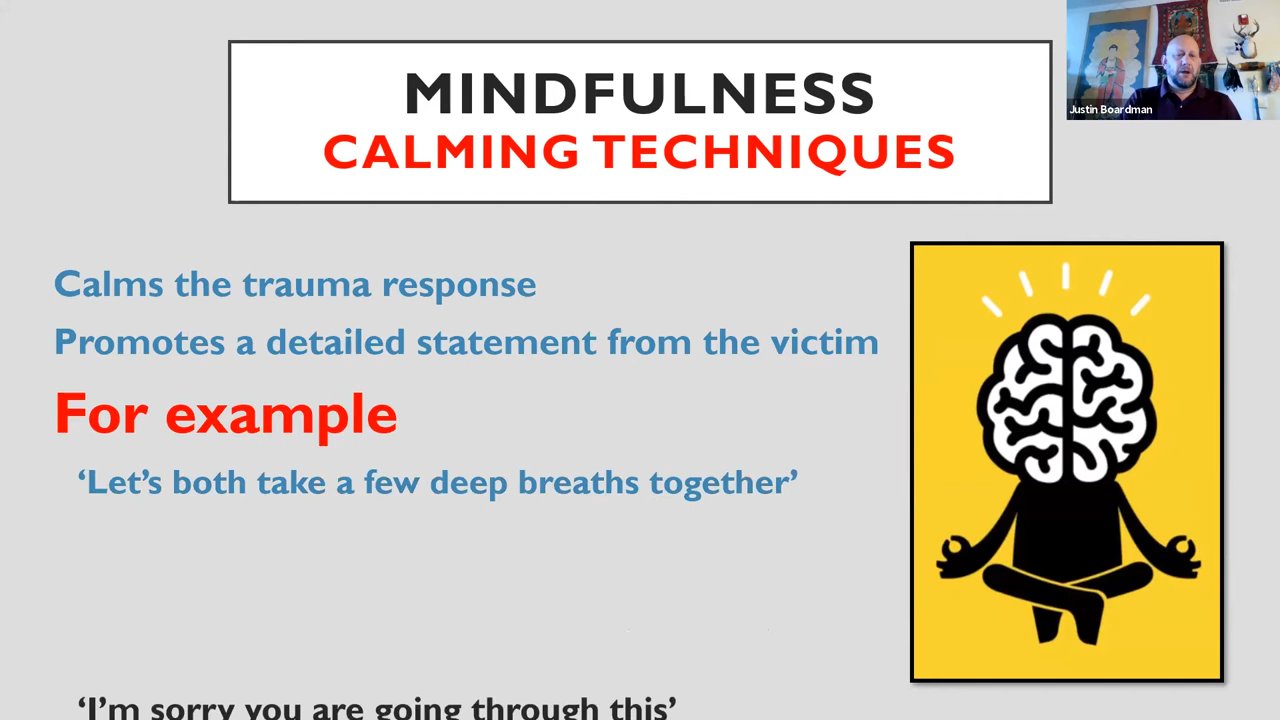 MINDFULNESS
CALMING TECHNIQUES
Justin Boardman
Calms the trauma response
Promotes a detailed statement from the victim
For example
‘Let’s both take a few deep breaths together’
‘I’m sorry you are going through this’